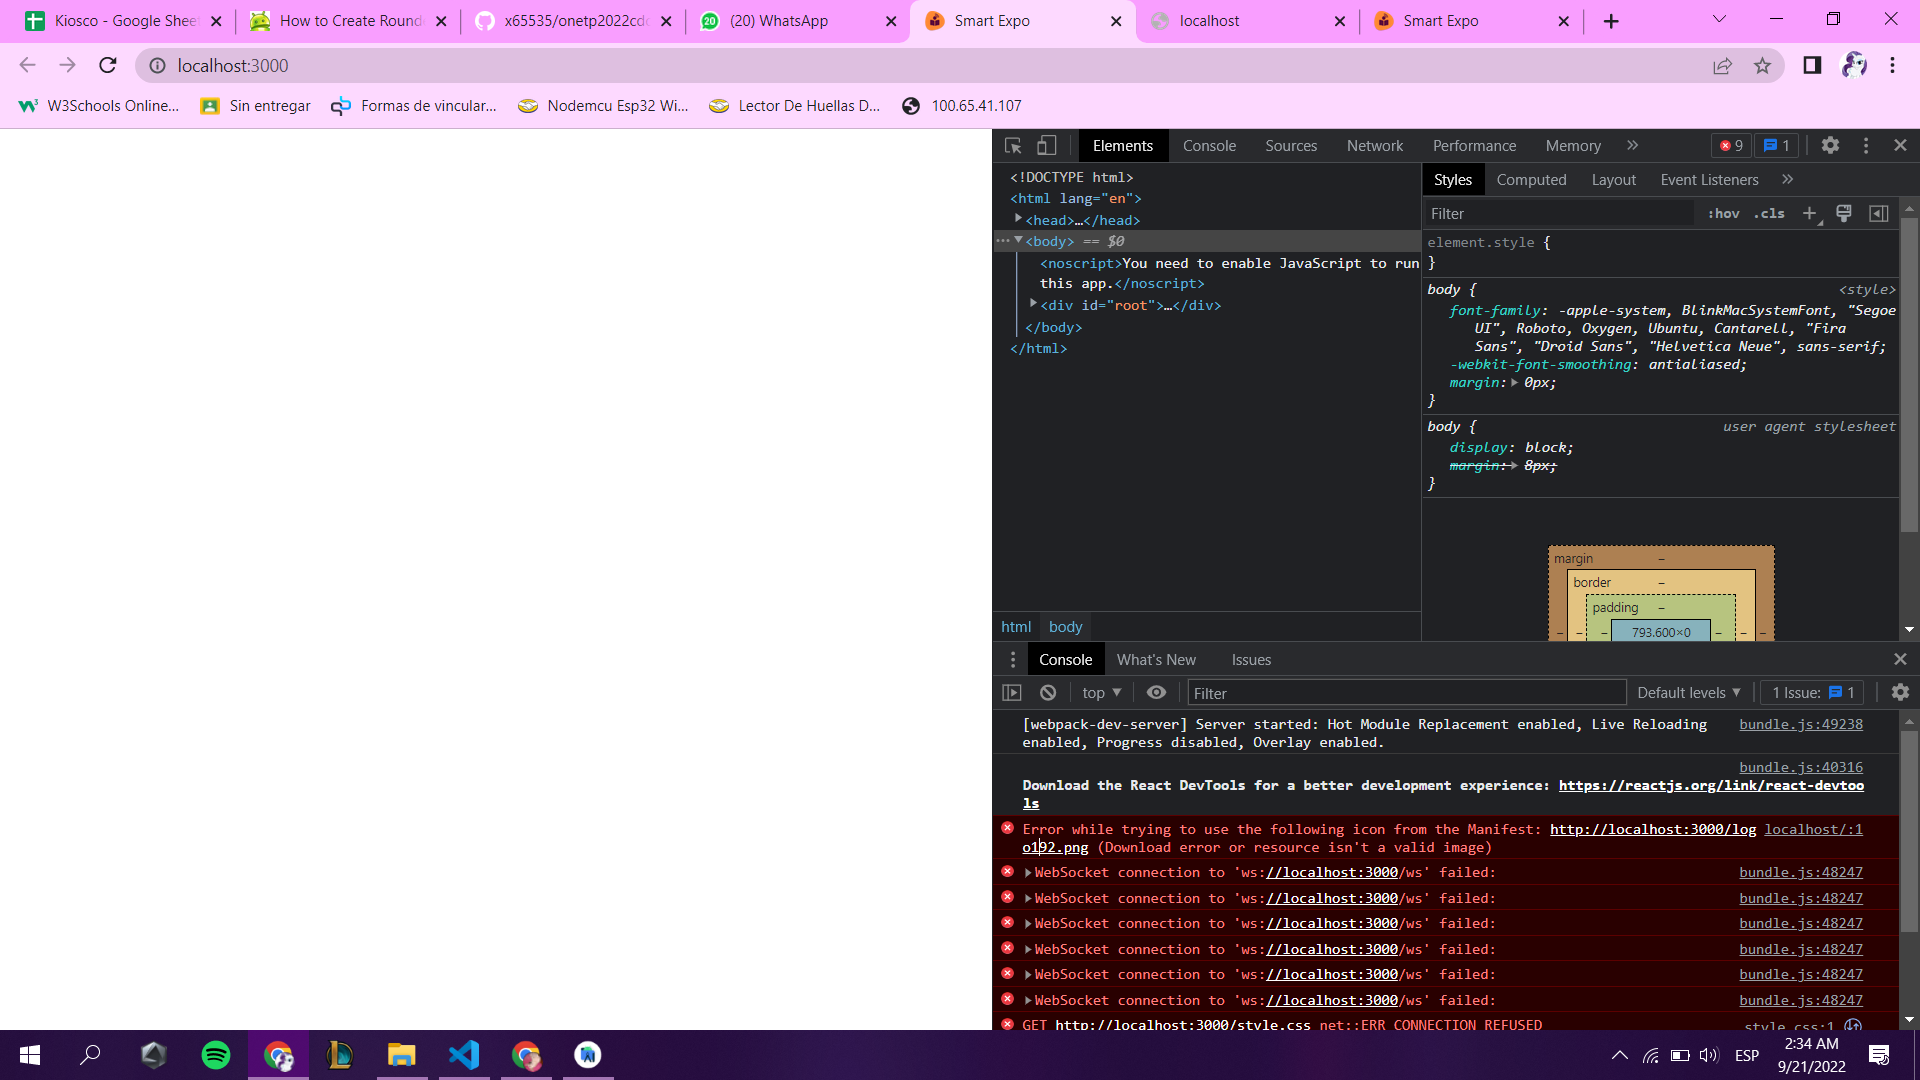 Kiosco - Google Sheet
How to Create Round
x65535/onetp2022cdc
(20) WhatsApp
Smart Expo
localhost
Smart Expo
localhost:3000
W3Schools Online...
Sin entregar
Formas de vincular...
Nodemcu Esp32 Wi...
Lector De Huellas D...
100.65.41.107
Elements
Console
Sources
Network
Performance
Memory
9
1
<!DOCTYPE html>
<html lang="en">
<head>…</head>
<body> == $0
<noscript>You need to enable JavaScript to run
this app.</noscript>
<div id="root">…</div>
</body>
</html>
html
body
Styles
Computed
Layout
Event Listeners
Filter
:hov
.cls
element.style {
}
body {
<style>
font-family: -apple-system, BlinkMacSystemFont, "Segoe
UI", Roboto, Oxygen, Ubuntu, Cantarell, "Fira
Sans", "Droid Sans", "Helvetica Neue", sans-serif;
-webkit-font-smoothing: antialiased;
margin: 0px;
}
body {
user agent stylesheet
display: block;
margin: 8px;
}
margin –
border –
padding –
– – – 793.600×0 – – –
Console
What's New
Issues
top
Filter
Default levels
1 Issue: 1
[webpack-dev-server] Server started: Hot Module Replacement enabled, Live Reloading
bundle.js:49238
enabled, Progress disabled, Overlay enabled.
bundle.js:40316
Download the React DevTools for a better development experience: https://reactjs.org/link/react-devtoo
ls
Error while trying to use the following icon from the Manifest: http://localhost:3000/log
localhost/:1
o192.png (Download error or resource isn't a valid image)
WebSocket connection to 'ws://localhost:3000/ws' failed:
bundle.js:48247
WebSocket connection to 'ws://localhost:3000/ws' failed:
bundle.js:48247
WebSocket connection to 'ws://localhost:3000/ws' failed:
bundle.js:48247
WebSocket connection to 'ws://localhost:3000/ws' failed:
bundle.js:48247
WebSocket connection to 'ws://localhost:3000/ws' failed:
bundle.js:48247
WebSocket connection to 'ws://localhost:3000/ws' failed:
bundle.js:48247
GET http://localhost:3000/style.css net::ERR_CONNECTION_REFUSED
style.css:1
ESP
2:34 AM
9/21/2022